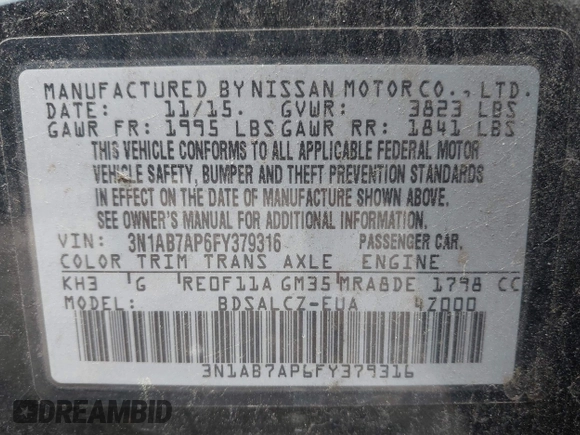 MANUFACTURED BY NISSAN MOTOR CO., LTD.
DATE: 11/15. GVWR: 3823 LBS
GAWR FR: 1995 LBS GAWR RR: 1841 LBS
THIS VEHICLE CONFORMS TO ALL APPLICABLE FEDERAL MOTOR
VEHICLE SAFETY, BUMPER AND THEFT PREVENTION STANDARDS
IN EFFECT ON THE DATE OF MANUFACTURE SHOWN ABOVE.
SEE OWNER'S MANUAL FOR ADDITIONAL INFORMATION.
VIN: 3N1AB7AP6FY379316 PASSENGER CAR.
COLOR TRIM TRANS AXLE ENGINE
KH3 G RE0F11A GM35 MRA8DE 1798 CC
MODEL: BDSALCZ-EUA 4Z000
3N1AB7AP6FY379316
DREAMBID